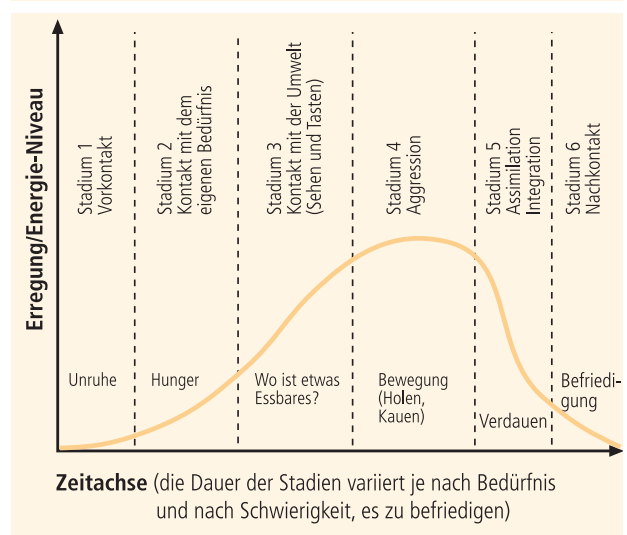 Erregung/Energie-Niveau
Stadium 1
Vorkontakt
Stadium 2
Kontakt mit dem
eigenen Bedürfnis
Stadium 3
Kontakt mit der Umwelt
(Sehen und Tasten)
Stadium 4
Aggression
Stadium 5
Assimilation
Integration
Stadium 6
Nachkontakt
Unruhe
Hunger
Wo ist etwas
Essbares?
Bewegung
(Holen,
Kauen)
Verdauen
Befriedi-
gung
Zeitachse (die Dauer der Stadien variiert je nach Bedürfnis
und nach Schwierigkeit, es zu befriedigen)